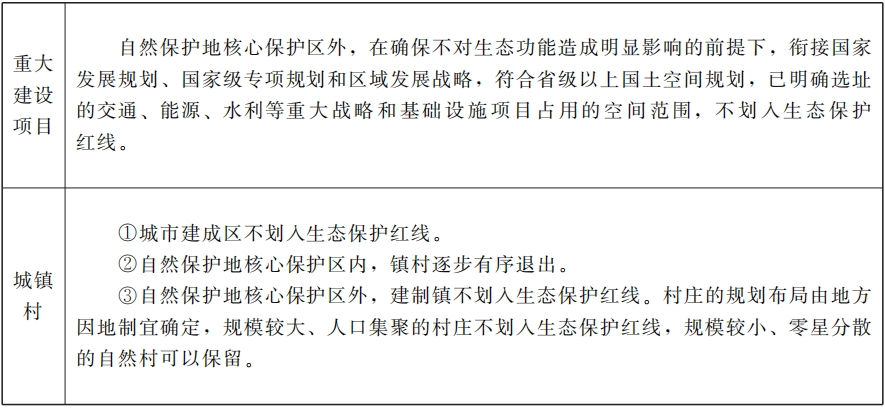 重大
建设
项目
自然保护地核心保护区外，在确保不对生态功能造成明显影响的前提下，衔接国家
发展规划、国家级专项规划和区域发展战略，符合省级以上国土空间规划，已明确选址
的交通、能源、水利等重大战略和基础设施项目占用的空间范围，不划入生态保护
红线。
城镇
村
①城市建成区不划入生态保护红线。
②自然保护地核心保护区内，镇村逐步有序退出。
③自然保护地核心保护区外，建制镇不划入生态保护红线。村庄的规划布局由地方
因地制宜确定，规模较大、人口集聚的村庄不划入生态保护红线，规模较小、零星分散
的自然村可以保留。